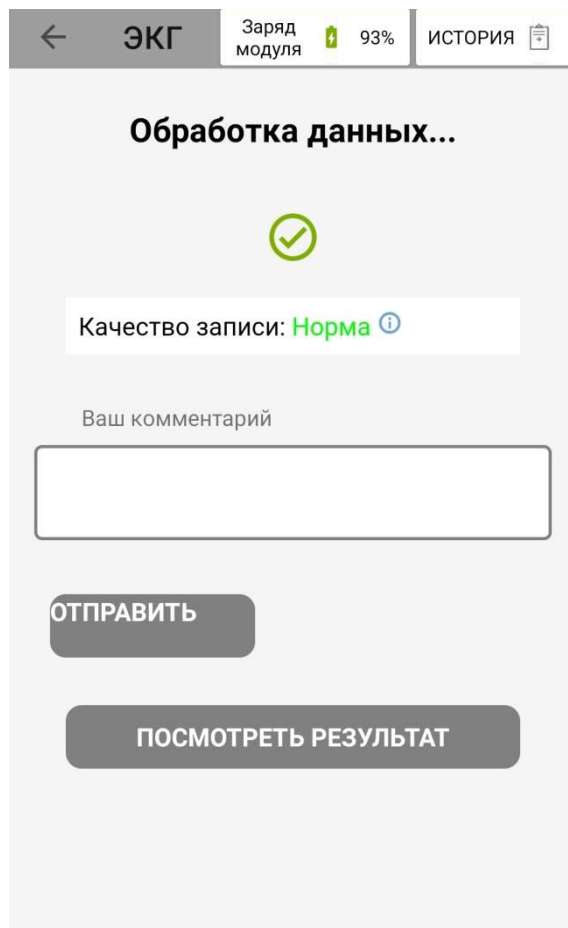 ЭКГ
Заряд
модуля
93%
ИСТОРИЯ
Обработка данных...
Качество записи: Норма
Ваш комментарий
ОТПРАВИТЬ
ПОСМОТРЕТЬ РЕЗУЛЬТАТ